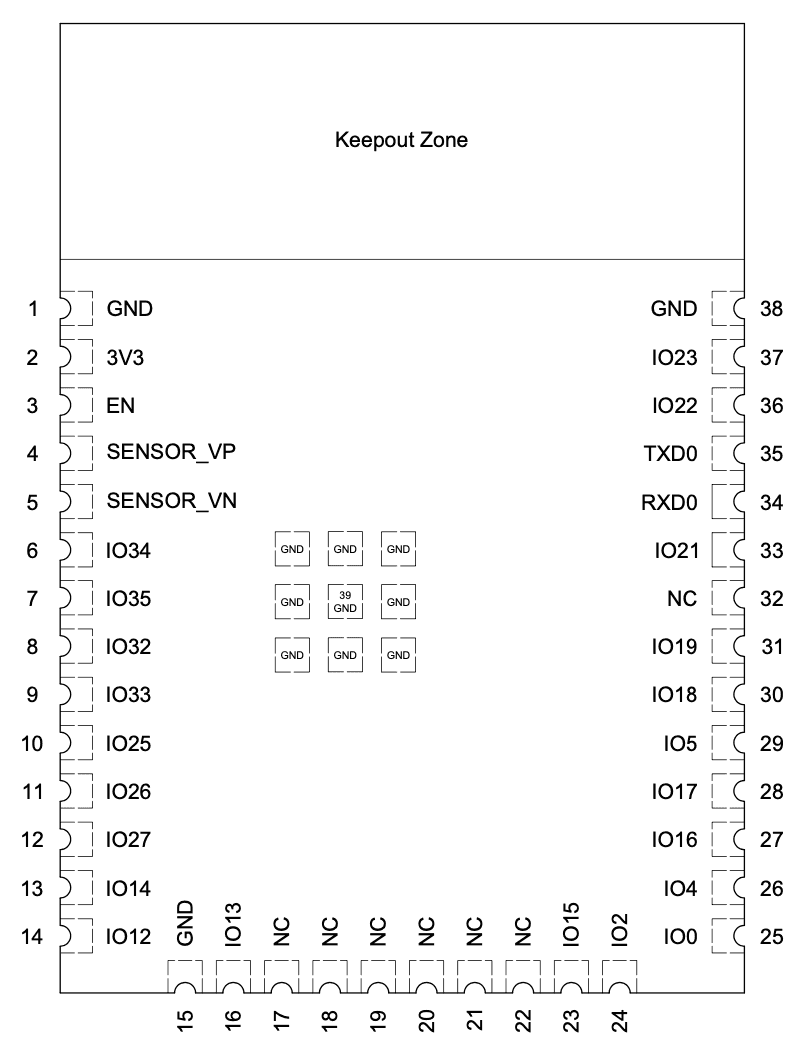 Keepout Zone
1 GND
2 3V3
3 EN
4 SENSOR_VP
5 SENSOR_VN
6 IO34
7 IO35
8 IO32
9 IO33
10 IO25
11 IO26
12 IO27
13 IO14
14 IO12
GND GND GND
GND 39 GND GND
GND GND GND
GND 38
IO23 37
IO22 36
TXD0 35
RXD0 34
IO21 33
NC 32
IO19 31
IO18 30
IO5 29
IO17 28
IO16 27
IO4 26
IO0 25
GND IO13 NC NC NC NC NC NC IO15 IO2
15 16 17 18 19 20 21 22 23 24